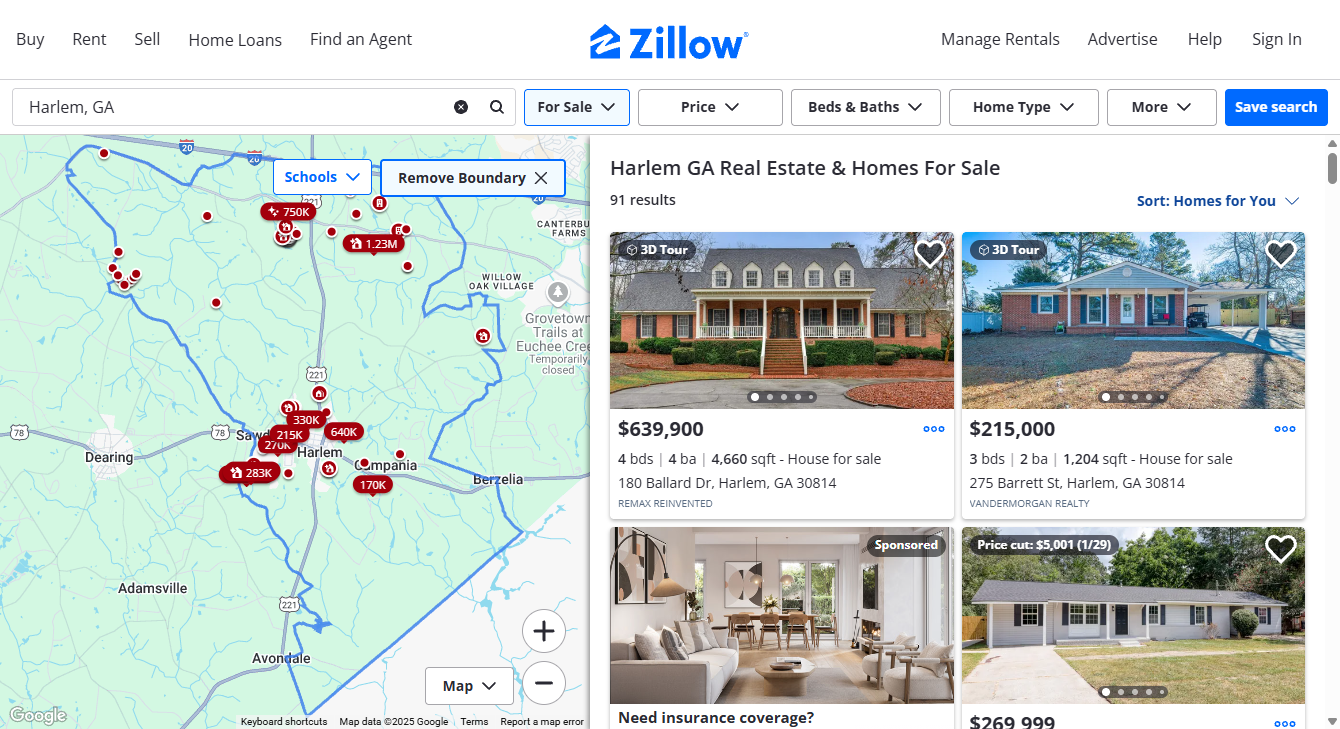 Buy Rent Sell Home Loans Find an Agent
Zillow
Manage Rentals Advertise Help Sign In
Harlem, GA
For Sale
Price
Beds & Baths
Home Type
More
Save search
20
20
Schools
Remove Boundary
20
221
750K
1.23M
CANTERBU
FARMS
WILLOW
OAK VILLAGE
Grovetown
Trails at
Euchee Cree
Temporarily
closed
221
78
78
330K
215K
270K
640K
Sawd
Harlem
Dearing
Campania
283K
170K
Berzelia
Adamsville
221
Avondale
Map
Google
Keyboard shortcuts Map data ©2025 Google Terms Report a map error
Harlem GA Real Estate & Homes For Sale
91 results
Sort: Homes for You
3D Tour
$639,900
4 bds | 4 ba | 4,660 sqft - House for sale
180 Ballard Dr, Harlem, GA 30814
REMAX REINVENTED
3D Tour
$215,000
3 bds | 2 ba | 1,204 sqft - House for sale
275 Barrett St, Harlem, GA 30814
VANDERMORGAN REALTY
Sponsored
Need insurance coverage?
Price cut: $5,001 (1/29)
$269,999